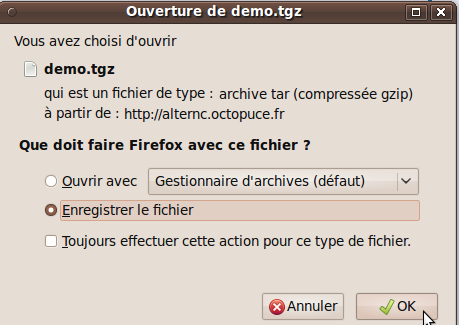 Ouverture de demo.tgz
Vous avez choisi d'ouvrir
demo.tgz
qui est un fichier de type : archive tar (compressée gzip)
à partir de : http://alternc.octopuce.fr
Que doit faire Firefox avec ce fichier ?
Ouvrir avec Gestionnaire d'archives (défaut)
Enregistrer le fichier
Toujours effectuer cette action pour ce type de fichier.
Annuler OK